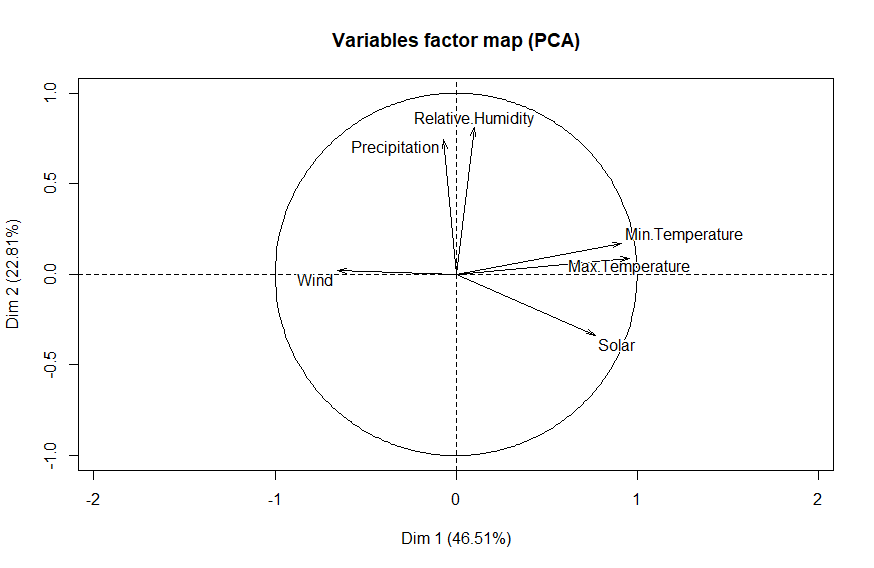 Variables factor map (PCA)
1.0
0.5
0.0
-0.5
-1.0
Dim 2 (22.81%)
Relative.Humidity
Precipitation
Min.Temperature
Max.Temperature
Wind
Solar
-2
-1
0
1
2
Dim 1 (46.51%)